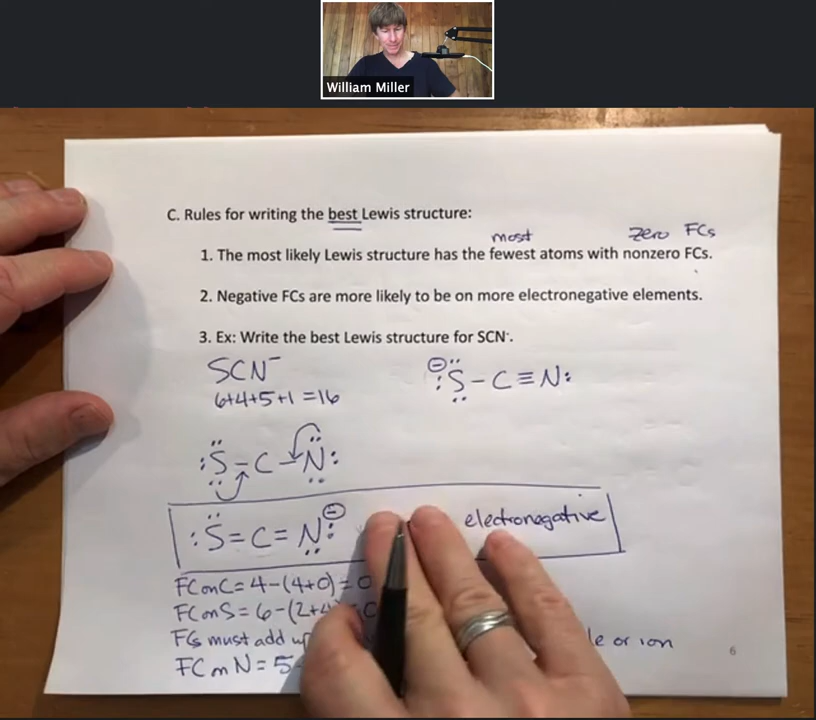 William Miller
C. Rules for writing the best Lewis structure:
most zero FCs
1. The most likely Lewis structure has the fewest atoms with nonzero FCs.
2. Negative FCs are more likely to be on more electronegative elements.
3. Ex: Write the best Lewis structure for SCN⁻.
SCN⁻
6+4+5+1=16
⊖:S̈-C≡N:
:S̈-C-N̈:
:S̈=C=N̤:⊖
electronegative
FC on C=4-(4+0)=0
FC on S=6-(2+4)=0
FCs must add up
le or ion
FC on N=5
6